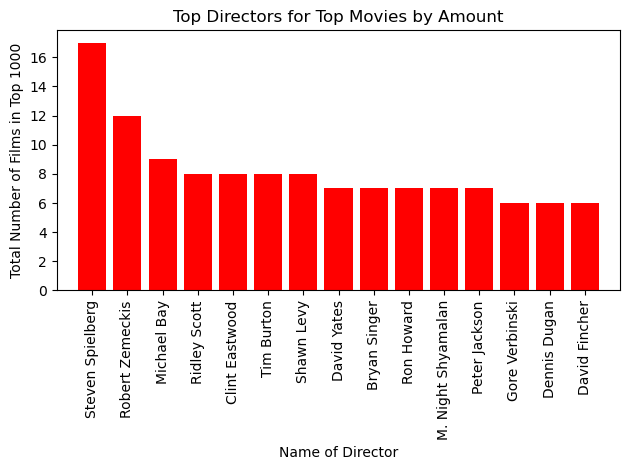 Top Directors for Top Movies by Amount
Total Number of Films in Top 1000
16
14
12
10
8
6
4
2
0
Steven Spielberg
Robert Zemeckis
Michael Bay
Ridley Scott
Clint Eastwood
Tim Burton
Shawn Levy
David Yates
Bryan Singer
Ron Howard
M. Night Shyamalan
Peter Jackson
Gore Verbinski
Dennis Dugan
David Fincher
Name of Director